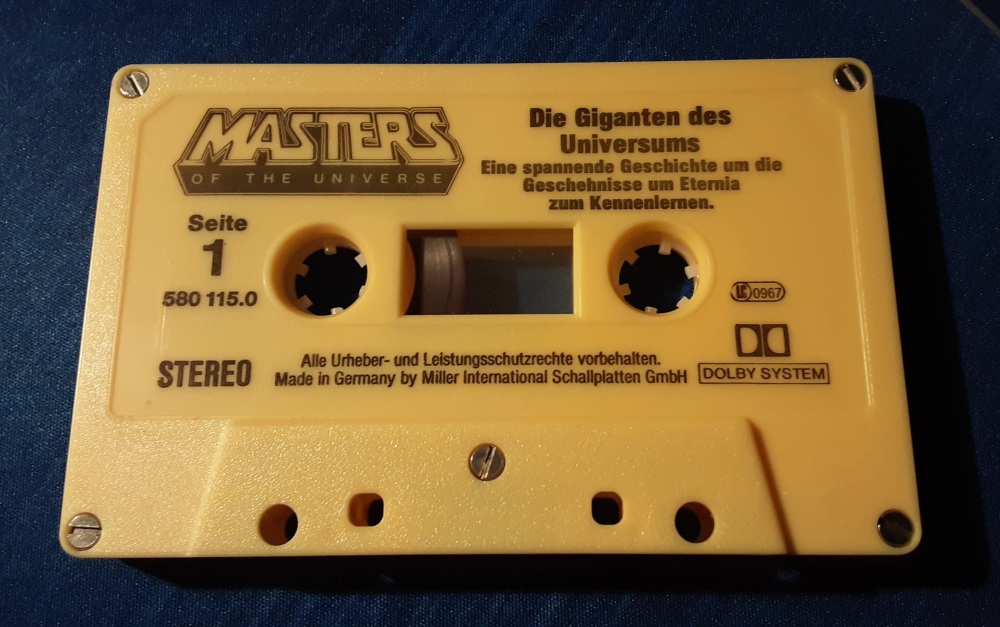 MASTERS
OF THE UNIVERSE
Die Giganten des
Universums
Eine spannende Geschichte um die
Geschehnisse um Eternia
zum Kennenlernen.
Seite
1
580 115.0
LC 0967
STEREO
Alle Urheber- und Leistungsschutzrechte vorbehalten.
Made in Germany by Miller International Schallplatten GmbH
DOLBY SYSTEM